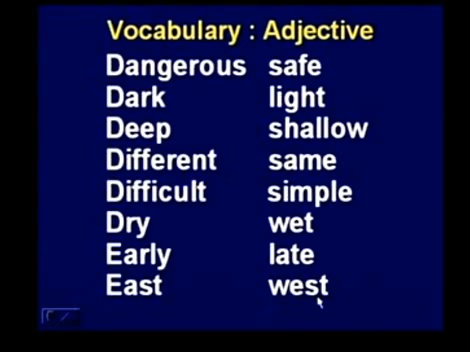 Vocabulary : Adjective
Dangerous safe
Dark light
Deep shallow
Different same
Difficult simple
Dry wet
Early late
East west